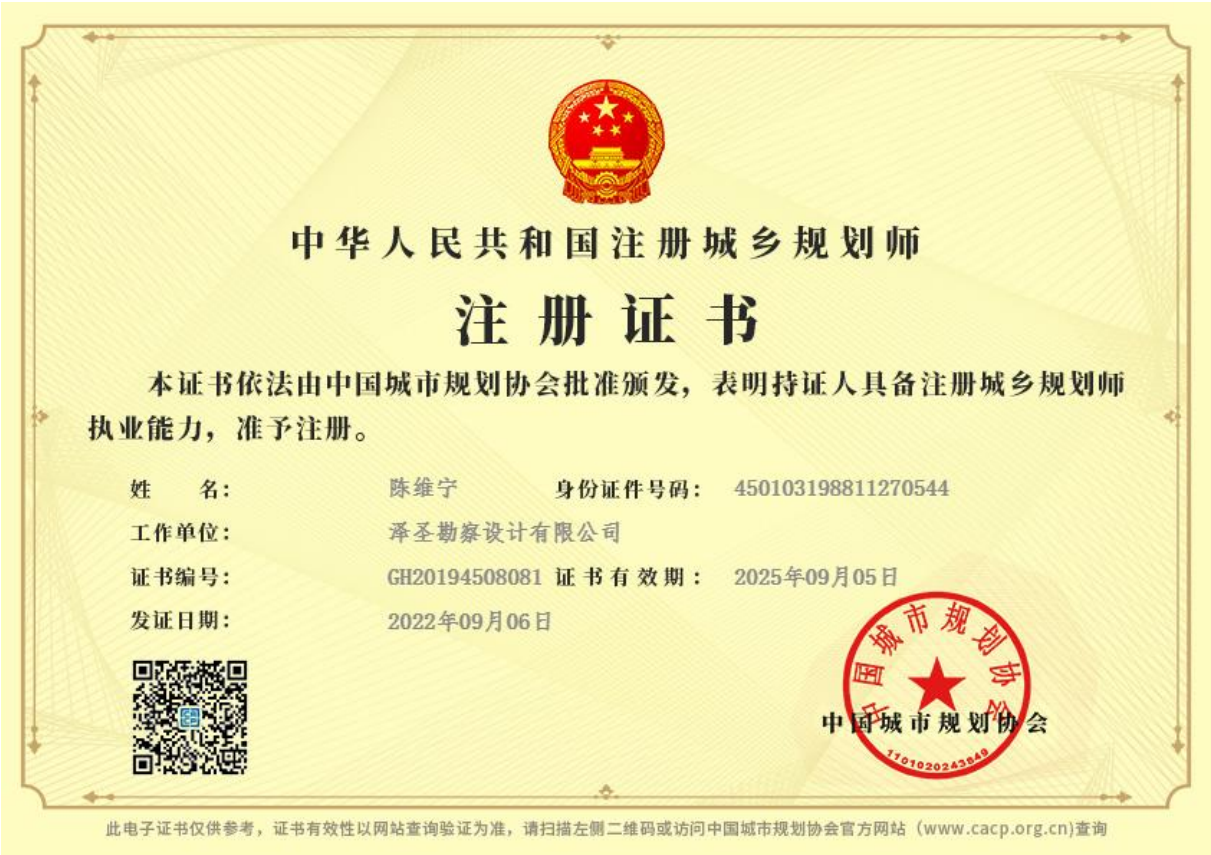 中华人民共和国注册城乡规划师
注册证书
本证书依法由中国城市规划协会批准颁发，表明持证人具备注册城乡规划师
执业能力，准予注册。
姓 名： 陈维宁 身份证件号码： 450103198811270544
工作单位： 泽圣勘察设计有限公司
证书编号： GH20194508081 证书有效期： 2025年09月05日
发证日期： 2022年09月06日
中国城市规划协会
中国城市规划协会
1101020243849
此电子证书仅供参考，证书有效性以网站查询验证为准，请扫描左侧二维码或访问中国城市规划协会官方网站（www.cacp.org.cn)查询